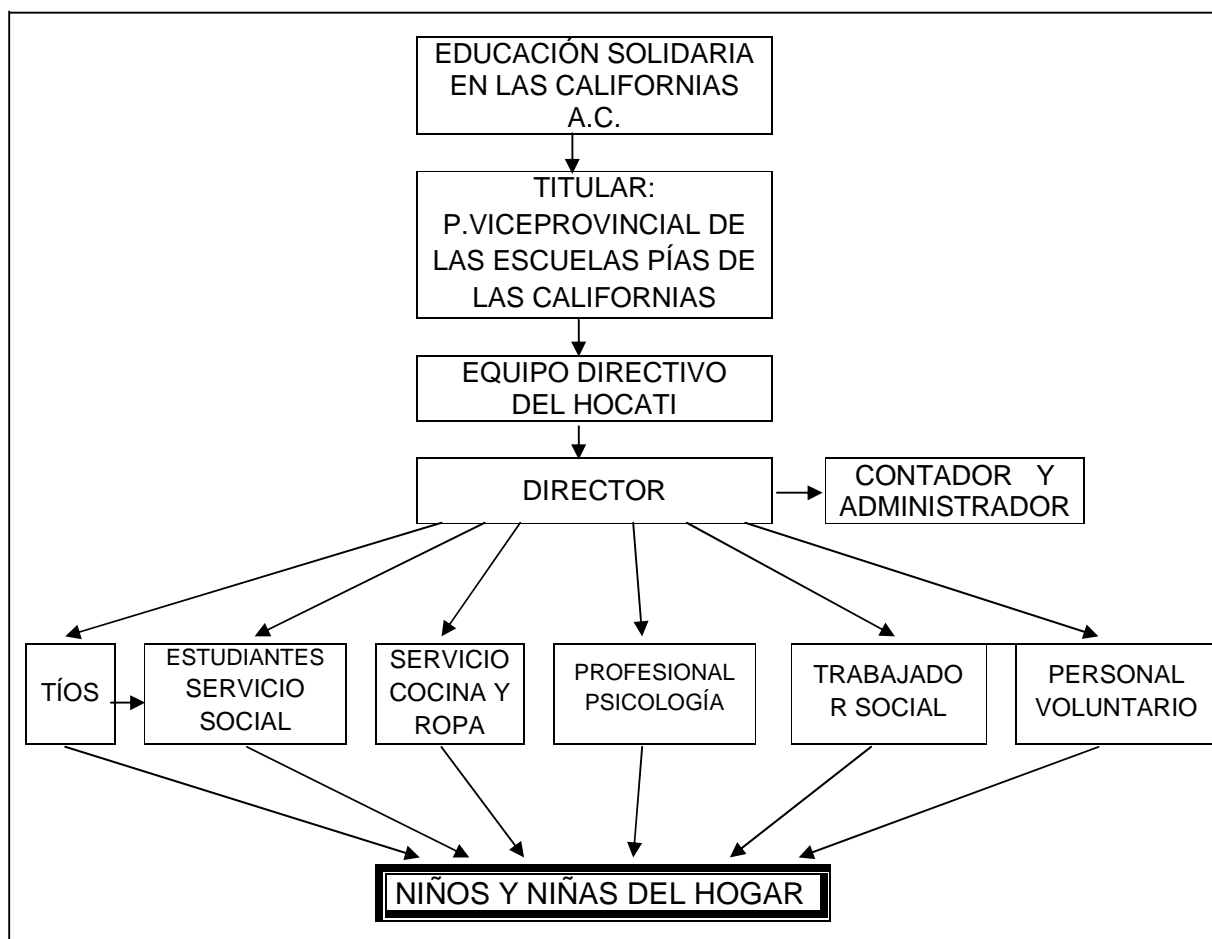 EDUCACIÓN SOLIDARIA
EN LAS CALIFORNIAS
A.C.
TITULAR:
P.VICEPROVINCIAL DE
LAS ESCUELAS PÍAS DE
LAS CALIFORNIAS
EQUIPO DIRECTIVO
DEL HOCATI
DIRECTOR
CONTADOR Y
ADMINISTRADOR
TÍOS
ESTUDIANTES
SERVICIO
SOCIAL
SERVICIO
COCINA Y
ROPA
PROFESIONAL
PSICOLOGÍA
TRABAJADO
R SOCIAL
PERSONAL
VOLUNTARIO
NIÑOS Y NIÑAS DEL HOGAR